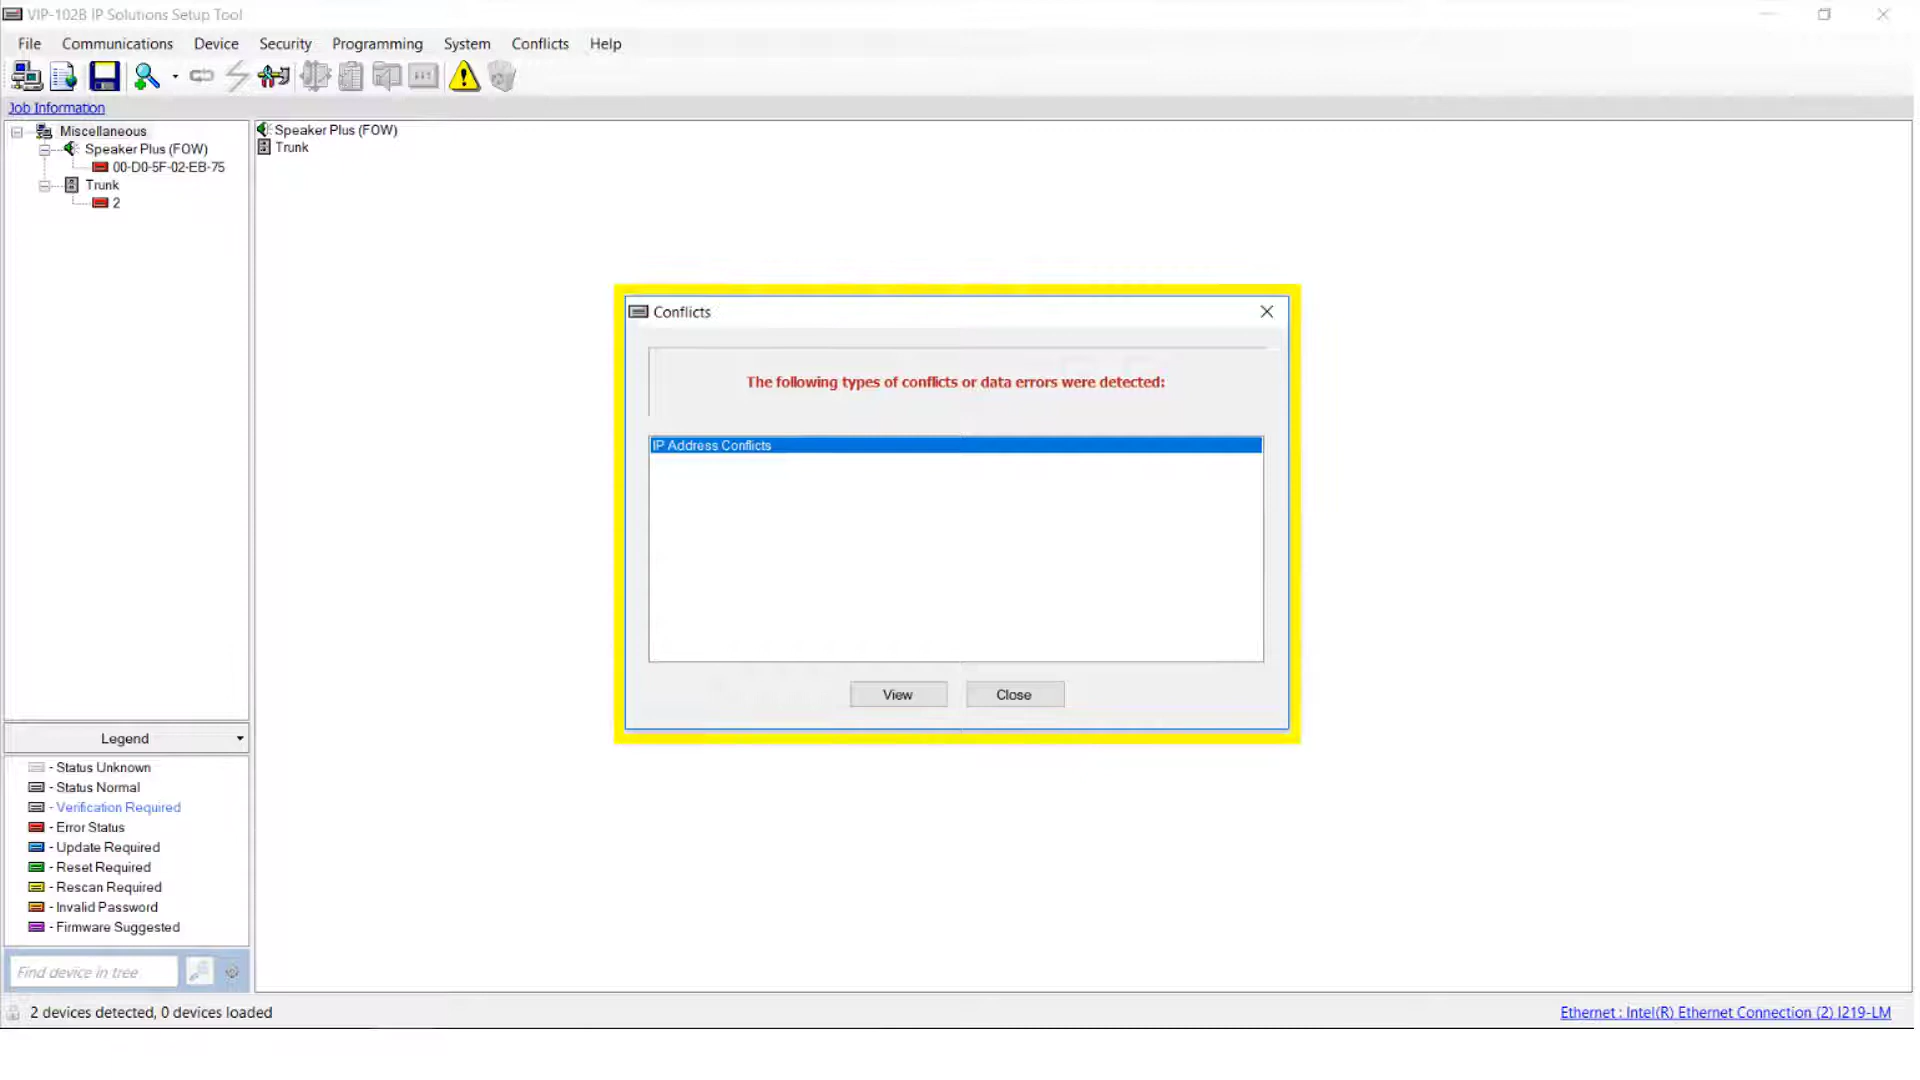 VIP-102B IP Solutions Setup Tool
File Communications Device Security Programming System Conflicts Help
Job Information
Miscellaneous
Speaker Plus (FOW)
00-D0-5F-02-EB-75
Trunk
2
Speaker Plus (FOW)
Trunk
Conflicts
The following types of conflicts or data errors were detected:
IP Address Conflicts
View Close
Legend
- Status Unknown
- Status Normal
- Verification Required
- Error Status
- Update Required
- Reset Required
- Rescan Required
- Invalid Password
- Firmware Suggested
Find device in tree
2 devices detected, 0 devices loaded
Ethernet : Intel(R) Ethernet Connection (2) I219-LM